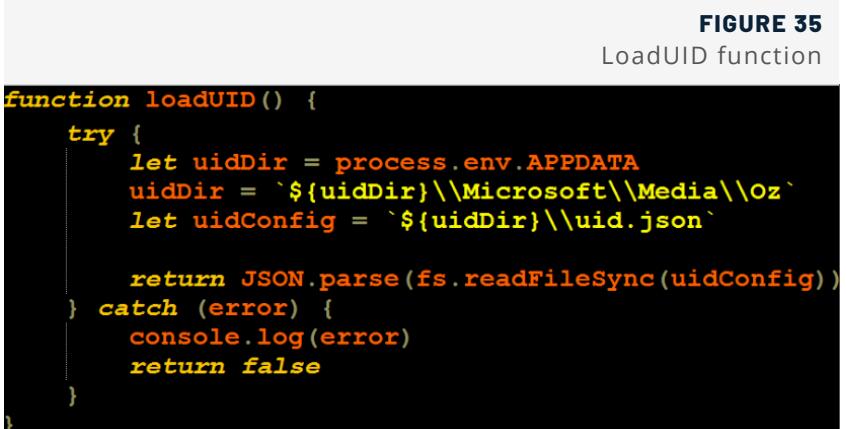 FIGURE 35
LoadUID function
function loadUID() {
try {
let uidDir = process.env.APPDATA
uidDir = `${uidDir}\\Microsoft\\Media\\Oz`
let uidConfig = `${uidDir}\\uid.json`
return JSON.parse(fs.readFileSync(uidConfig))
} catch (error) {
console.log(error)
return false
}
}